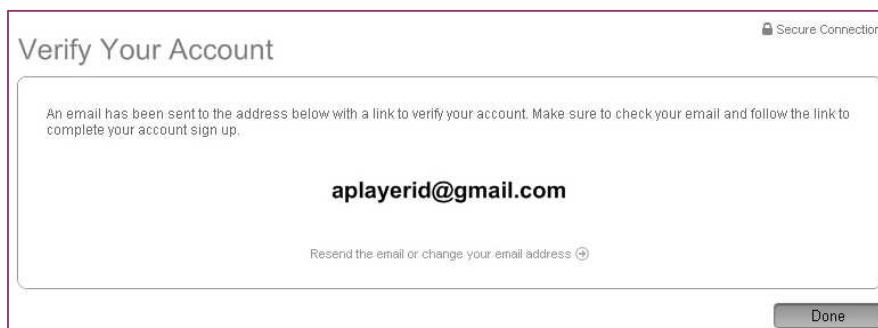 Secure Connection
Verify Your Account
An email has been sent to the address below with a link to verify your account. Make sure to check your email and follow the link to
complete your account sign up.
aplayerid@gmail.com
Resend the email or change your email address
Done